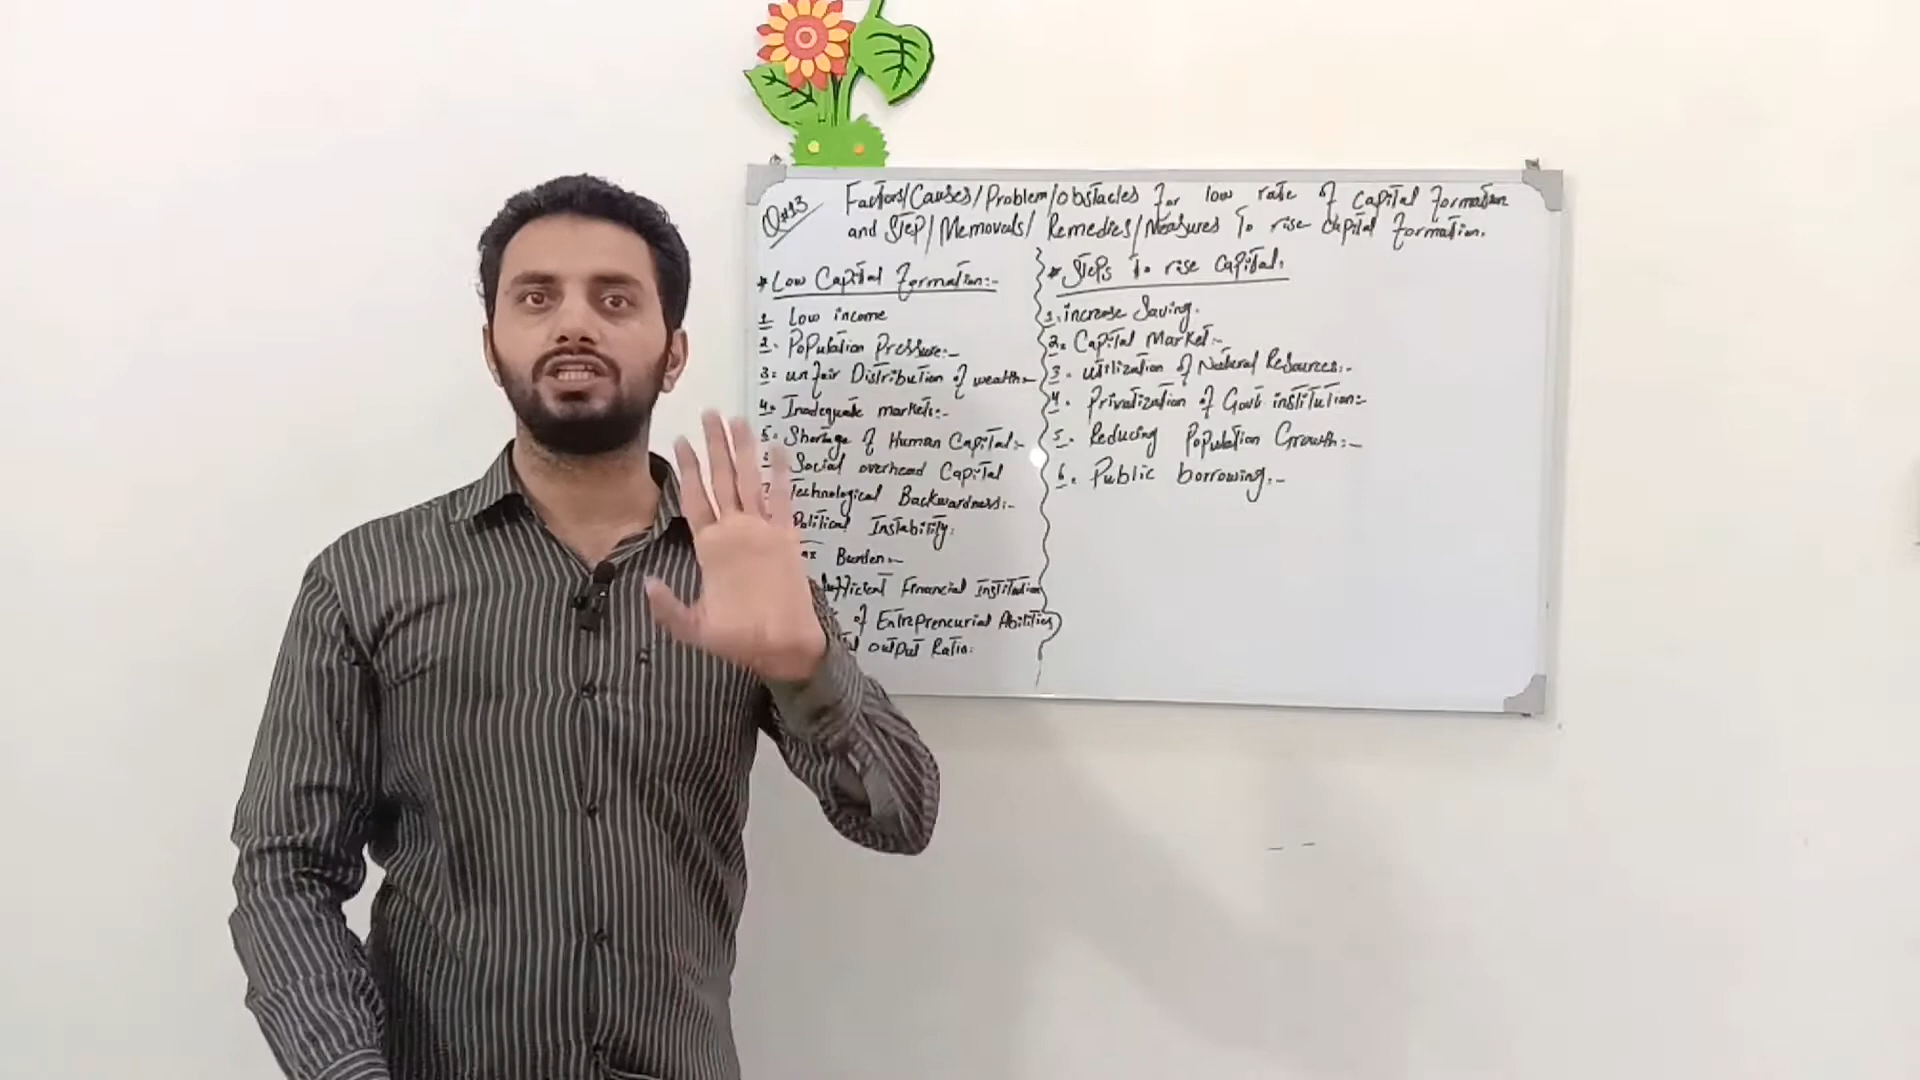 Q#13
Factors/Causes/Problem/obstacles for low rate of capital formation
and Step/Memovals/Remedies/Measures To rise capital formation.
*Low Capital Formation:-
1 Low income
2. Population Pressure:-
3. unfair Distribution of wealth:-
4. Inadequate markets:-
5. Shortage of Human Capital:-
Social overhead Capital
7 Technological Backwardness:-
Political Instability:
Burden:-
Financial Institution
of Entrepreneurial Abilities
output Ratio:
*Steps To rise capital:
1. increase Saving.
2. Capital Market:-
3. utilization of Natural Resources:-
4. Privatization of Govt institution:-
5. Reducing Population Growth:-
6. Public borrowing:-